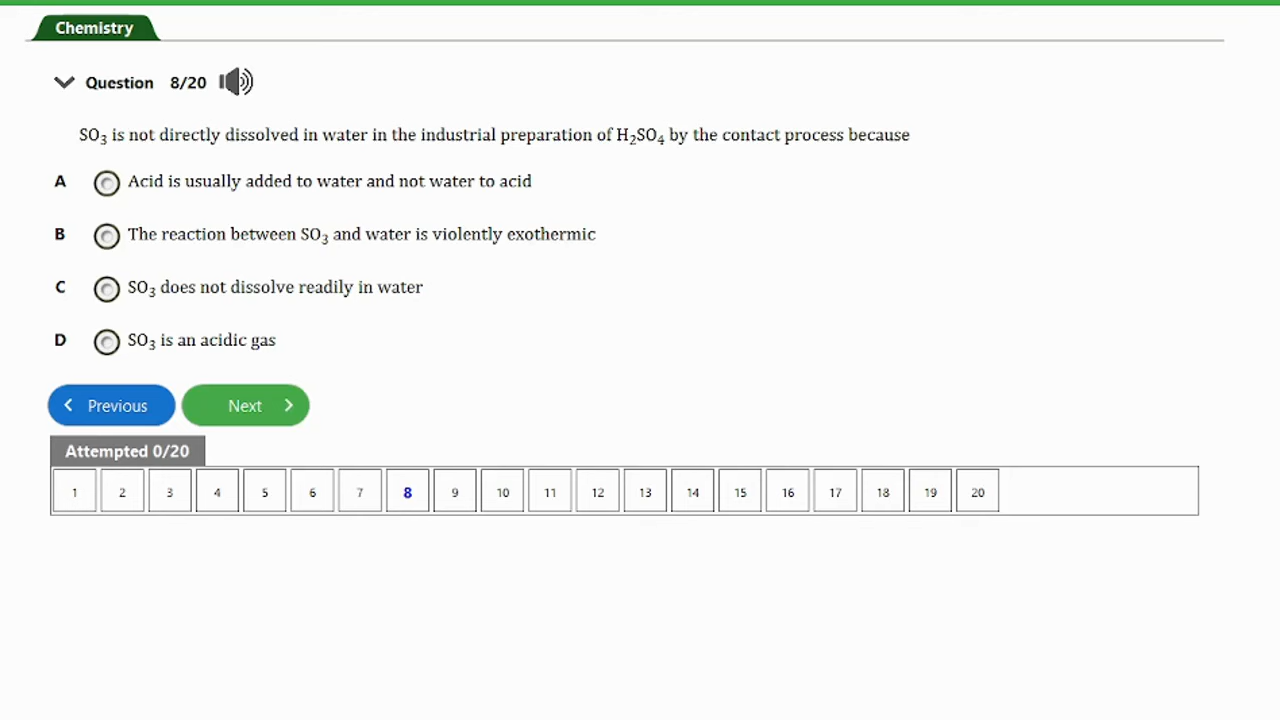 Chemistry
Question 8/20
SO₃ is not directly dissolved in water in the industrial preparation of H₂SO₄ by the contact process because
A Acid is usually added to water and not water to acid
B The reaction between SO₃ and water is violently exothermic
C SO₃ does not dissolve readily in water
D SO₃ is an acidic gas
Previous Next
Attempted 0/20
1 2 3 4 5 6 7 8 9 10 11 12 13 14 15 16 17 18 19 20